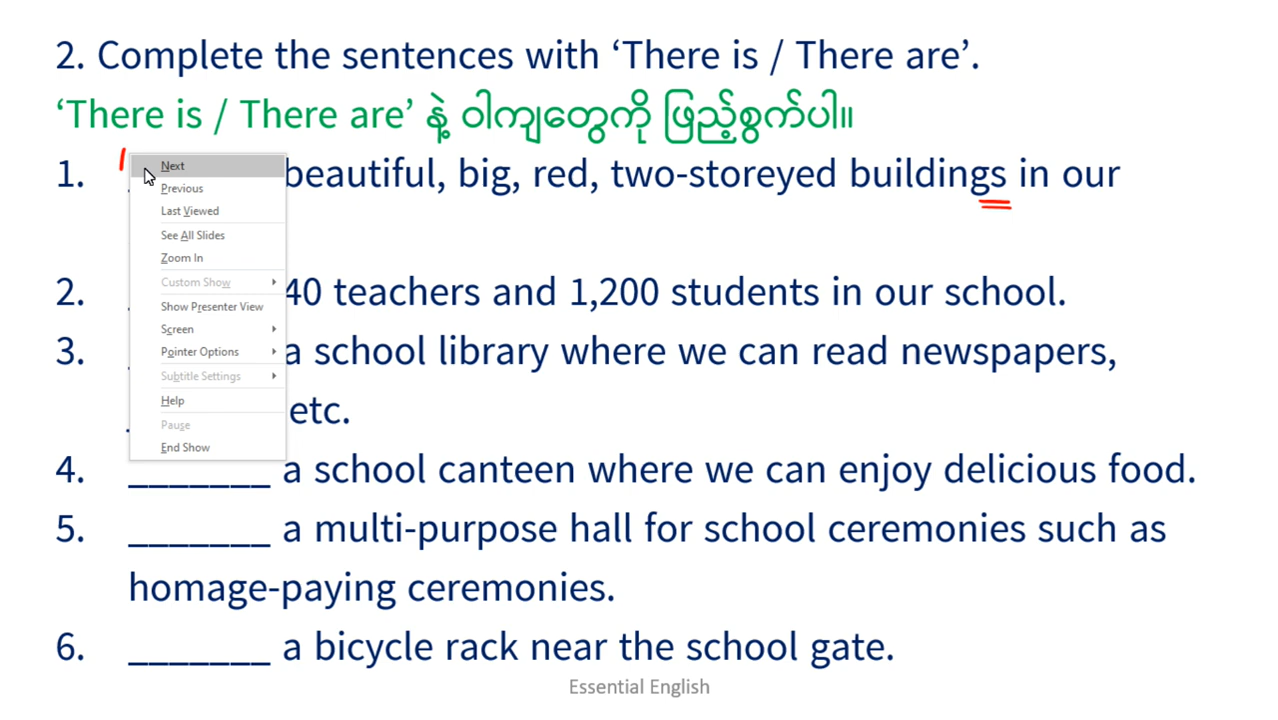 2. Complete the sentences with ‘There is / There are’.
‘There is / There are’ နဲ့ ဝါကျတွေကို ဖြည့်စွက်ပါ။
1. beautiful, big, red, two-storeyed buildings in our
Next
Previous
Last Viewed
See All Slides
Zoom In
Custom Show
Show Presenter View
Screen
Pointer Options
Subtitle Settings
Help
Pause
End Show
2. 40 teachers and 1,200 students in our school.
3. a school library where we can read newspapers,
etc.
4. _______ a school canteen where we can enjoy delicious food.
5. _______ a multi-purpose hall for school ceremonies such as
homage-paying ceremonies.
6. _______ a bicycle rack near the school gate.
Essential English